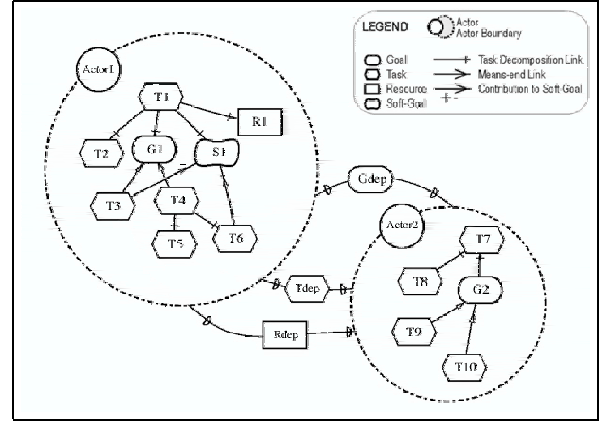 LEGEND
Actor
Actor Boundary
Goal
Task
Resource
Soft-Goal
Task Decomposition Link
Means-end Link
Contribution to Soft-Goal
+ -
Actor1
T1
R1
T2
G1
S1
T3
T4
T5
T6
Gdep
Tdep
Rdep
Actor2
T7
T8
G2
T9
T10